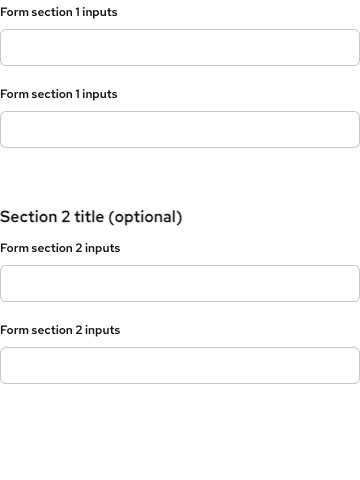 Form section 1 inputs
Form section 1 inputs
Section 2 title (optional)
Form section 2 inputs
Form section 2 inputs